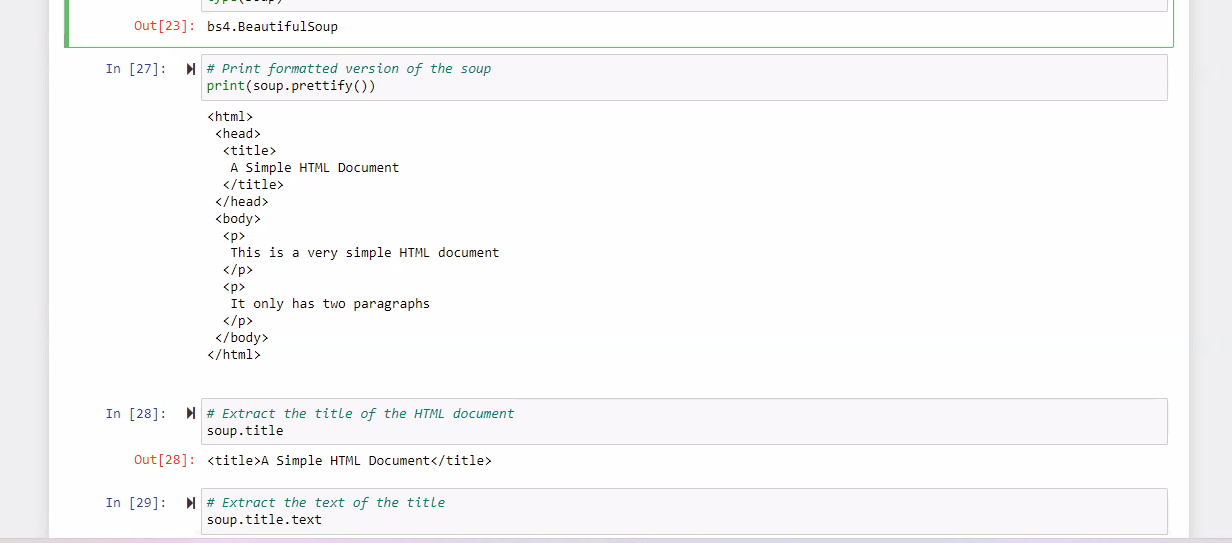 Out[23]: bs4.BeautifulSoup
In [27]: # Print formatted version of the soup
print(soup.prettify())
<html>
 <head>
  <title>
   A Simple HTML Document
  </title>
 </head>
 <body>
  <p>
   This is a very simple HTML document
  </p>
  <p>
   It only has two paragraphs
  </p>
 </body>
</html>
In [28]: # Extract the title of the HTML document
soup.title
Out[28]: <title>A Simple HTML Document</title>
In [29]: # Extract the text of the title
soup.title.text